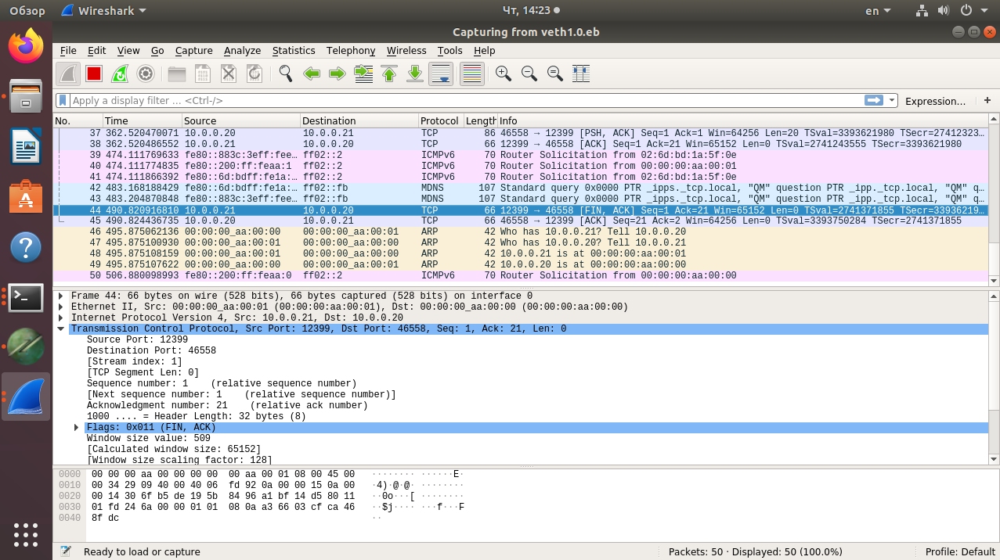 Обзор Wireshark Чт, 14:23 en
Capturing from veth1.0.eb
File Edit View Go Capture Analyze Statistics Telephony Wireless Tools Help
Apply a display filter ... <Ctrl-/> Expression... +
No. Time Source Destination Protocol Length Info
37 362.520470071 10.0.0.20 10.0.0.21 TCP 86 46558 → 12399 [PSH, ACK] Seq=1 Ack=1 Win=64256 Len=20 TSval=3393621980 TSecr=27412323…
38 362.520486552 10.0.0.21 10.0.0.20 TCP 66 12399 → 46558 [ACK] Seq=1 Ack=21 Win=65152 Len=0 TSval=2741243555 TSecr=3393621980
39 474.111769633 fe80::883c:3eff:fee… ff02::2 ICMPv6 70 Router Solicitation from 02:6d:bd:1a:5f:0e
40 474.111774835 fe80::200:ff:feaa:1 ff02::2 ICMPv6 70 Router Solicitation from 00:00:00:aa:00:01
41 474.111866392 fe80::6d:bdff:fe1a:… ff02::2 ICMPv6 70 Router Solicitation from 02:6d:bd:1a:5f:0e
42 483.168188429 fe80::6d:bdff:fe1a:… ff02::fb MDNS 107 Standard query 0x0000 PTR _ipps._tcp.local, "QM" question PTR _ipp._tcp.local, "QM" q…
43 483.204870848 fe80::883c:3eff:fee… ff02::fb MDNS 107 Standard query 0x0000 PTR _ipps._tcp.local, "QM" question PTR _ipp._tcp.local, "QM" q…
44 490.820916810 10.0.0.21 10.0.0.20 TCP 66 12399 → 46558 [FIN, ACK] Seq=1 Ack=21 Win=65152 Len=0 TSval=2741371855 TSecr=33936219…
45 490.824436735 10.0.0.20 10.0.0.21 TCP 66 46558 → 12399 [ACK] Seq=21 Ack=2 Win=64256 Len=0 TSval=3393750284 TSecr=2741371855
46 495.875062136 00:00:00_aa:00:00 00:00:00_aa:00:01 ARP 42 Who has 10.0.0.21? Tell 10.0.0.20
47 495.875100930 00:00:00_aa:00:01 00:00:00_aa:00:00 ARP 42 Who has 10.0.0.20? Tell 10.0.0.21
48 495.875108159 00:00:00_aa:00:01 00:00:00_aa:00:00 ARP 42 10.0.0.21 is at 00:00:00:aa:00:01
49 495.875107622 00:00:00_aa:00:00 00:00:00_aa:00:01 ARP 42 10.0.0.20 is at 00:00:00:aa:00:00
50 506.880098993 fe80::200:ff:feaa:0 ff02::2 ICMPv6 70 Router Solicitation from 00:00:00:aa:00:00
Frame 44: 66 bytes on wire (528 bits), 66 bytes captured (528 bits) on interface 0
Ethernet II, Src: 00:00:00_aa:00:01 (00:00:00:aa:00:01), Dst: 00:00:00_aa:00:00 (00:00:00:aa:00:00)
Internet Protocol Version 4, Src: 10.0.0.21, Dst: 10.0.0.20
Transmission Control Protocol, Src Port: 12399, Dst Port: 46558, Seq: 1, Ack: 21, Len: 0
Source Port: 12399
Destination Port: 46558
[Stream index: 1]
[TCP Segment Len: 0]
Sequence number: 1 (relative sequence number)
[Next sequence number: 1 (relative sequence number)]
Acknowledgment number: 21 (relative ack number)
1000 .... = Header Length: 32 bytes (8)
Flags: 0x011 (FIN, ACK)
Window size value: 509
[Calculated window size: 65152]
[Window size scaling factor: 128]
0000 00 00 00 aa 00 00 00 00 00 aa 00 01 08 00 45 00 ········ ······E·
0010 00 34 29 09 40 00 40 06 fd 92 0a 00 00 15 0a 00 ·4)·@·@· ········
0020 00 14 30 6f b5 de 19 5b 84 96 a1 bf 14 d5 80 11 ··0o···[ ········
0030 01 fd 24 6a 00 00 01 01 08 0a a3 66 03 cf ca 46 ··$j···· ···f···F
0040 8f dc ··
Ready to load or capture Packets: 50 · Displayed: 50 (100.0%) Profile: Default